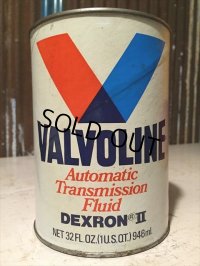 VALVOLINE
SOLD OUT
Automatic
Transmission
Fluid
DEXRON® II
NET 32 FL. OZ. (1 U.S. QT.) 946 ml.